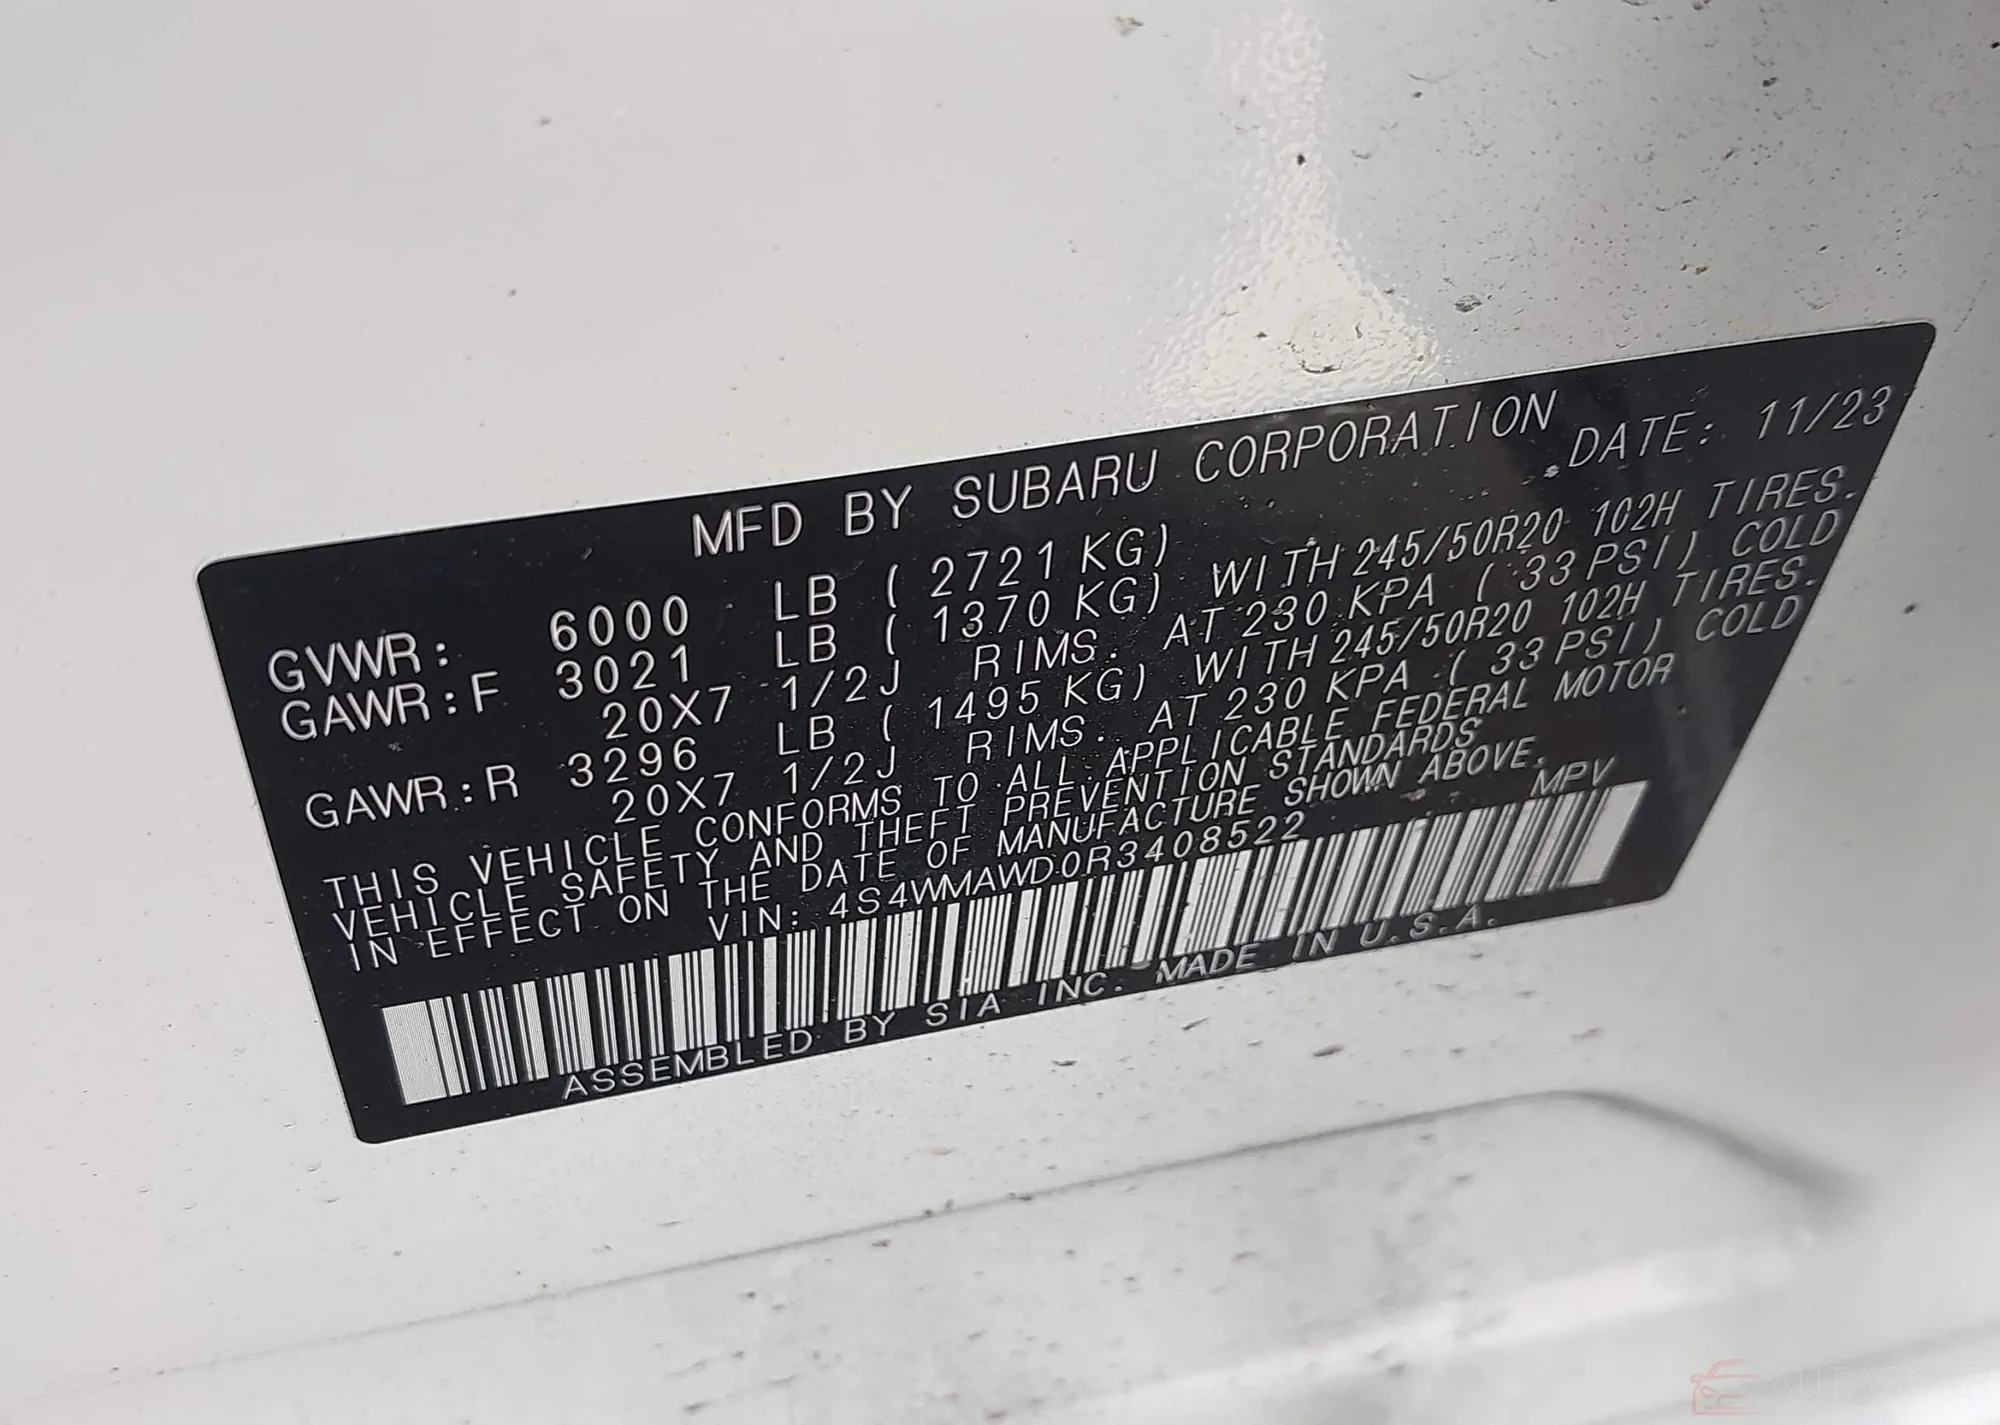 MFD BY SUBARU CORPORATION
DATE: 11/23
GVWR: 6000 LB ( 2721 KG)
GAWR:F 3021 LB ( 1370 KG) WITH 245/50R20 102H TIRES.
20X7 1/2J RIMS. AT 230 KPA ( 33 PSI) COLD
GAWR:R 3296 LB ( 1495 KG) WITH 245/50R20 102H TIRES.
20X7 1/2J RIMS. AT 230 KPA ( 33 PSI) COLD
THIS VEHICLE CONFORMS TO ALL APPLICABLE FEDERAL MOTOR
VEHICLE SAFETY AND THEFT PREVENTION STANDARDS
IN EFFECT ON THE DATE OF MANUFACTURE SHOWN ABOVE.
VIN: 4S4WMAWD0R3408522 MPV
ASSEMBLED BY SIA INC. MADE IN U.S.A.